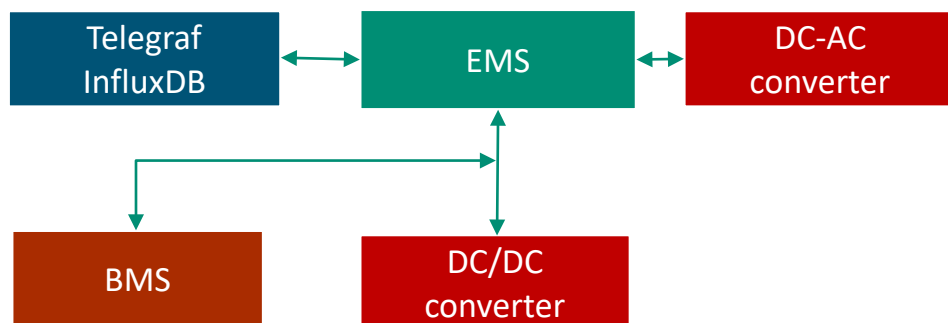 Telegraf
InfluxDB
EMS
DC-AC
converter
BMS
DC/DC
converter